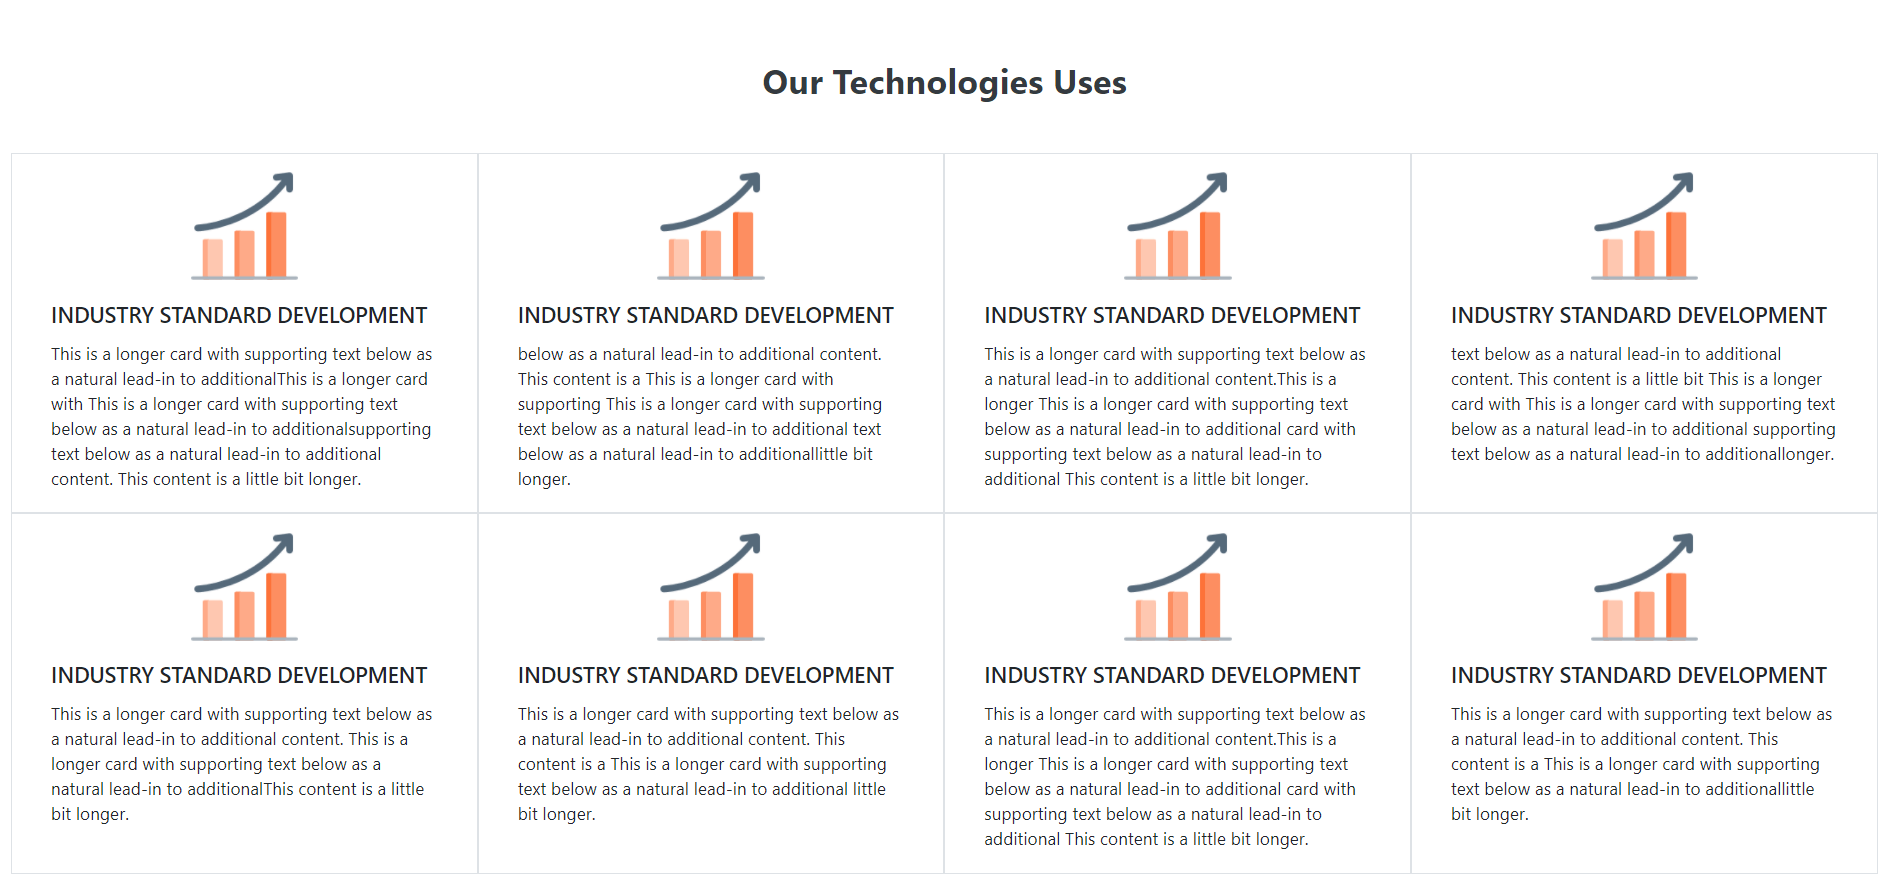 Our Technologies Uses
INDUSTRY STANDARD DEVELOPMENT
This is a longer card with supporting text below as
a natural lead-in to additionalThis is a longer card
with This is a longer card with supporting text
below as a natural lead-in to additionalsupporting
text below as a natural lead-in to additional
content. This content is a little bit longer.
INDUSTRY STANDARD DEVELOPMENT
below as a natural lead-in to additional content.
This content is a This is a longer card with
supporting This is a longer card with supporting
text below as a natural lead-in to additional text
below as a natural lead-in to additionallittle bit
longer.
INDUSTRY STANDARD DEVELOPMENT
This is a longer card with supporting text below as
a natural lead-in to additional content.This is a
longer This is a longer card with supporting text
below as a natural lead-in to additional card with
supporting text below as a natural lead-in to
additional This content is a little bit longer.
INDUSTRY STANDARD DEVELOPMENT
text below as a natural lead-in to additional
content. This content is a little bit This is a longer
card with This is a longer card with supporting text
below as a natural lead-in to additional supporting
text below as a natural lead-in to additionallonger.
INDUSTRY STANDARD DEVELOPMENT
This is a longer card with supporting text below as
a natural lead-in to additional content. This is a
longer card with supporting text below as a
natural lead-in to additionalThis content is a little
bit longer.
INDUSTRY STANDARD DEVELOPMENT
This is a longer card with supporting text below as
a natural lead-in to additional content. This
content is a This is a longer card with supporting
text below as a natural lead-in to additional little
bit longer.
INDUSTRY STANDARD DEVELOPMENT
This is a longer card with supporting text below as
a natural lead-in to additional content.This is a
longer This is a longer card with supporting text
below as a natural lead-in to additional card with
supporting text below as a natural lead-in to
additional This content is a little bit longer.
INDUSTRY STANDARD DEVELOPMENT
This is a longer card with supporting text below as
a natural lead-in to additional content. This
content is a This is a longer card with supporting
text below as a natural lead-in to additionallittle
bit longer.